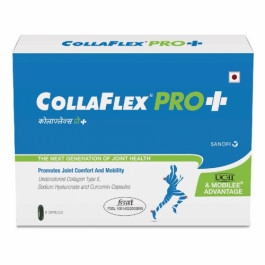 COLLAFLEX® PRO+
कोलाफ्लेक्स प्रो+
SANOFI
THE NEXT GENERATION OF JOINT HEALTH
Promotes Joint Comfort And Mobility
Undenatured Collagen Type II,
Sodium Hyaluronate and Curcumin Capsules
fssai
UC·II
& MOBILEE®
ADVANTAGE
CAPSULES